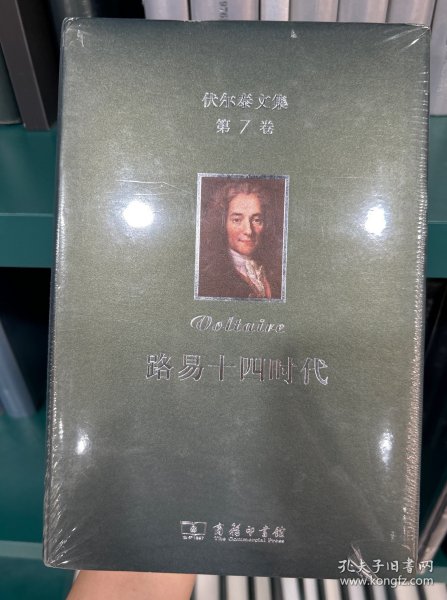 伏尔泰文集
第7卷
Voltaire
路易十四时代
商务印书馆
The Commercial Press
孔夫子旧书网
www.kongfz.com